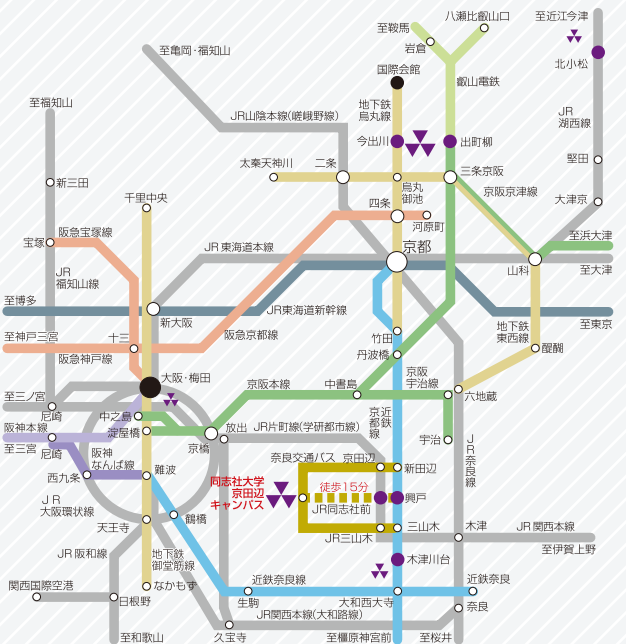 至鞍馬
八瀬比叡山口
至近江今津
岩倉
北小松
至亀岡・福知山
国際会館
叡山電鉄
地下鉄
烏丸線
至福知山
JR山陰本線(嵯峨野線)
JR
湖西線
今出川
出町柳
太秦天神川
二条
三条京阪
堅田
新三田
烏丸
御池
京阪京津線
千里中央
四条
大津京
河原町
阪急宝塚線
至浜大津
宝塚
JR東海道本線
京都
山科
至大津
JR
福知山線
至博多
JR東海道新幹線
新大阪
至東京
阪急京都線
地下鉄
東西線
至神戸三宮
十三
竹田
醍醐
阪急神戸線
丹波橋
大阪・梅田
京阪
宇治線
京阪本線
中書島
六地蔵
至三ノ宮
尼崎
中之島
近鉄
京都線
阪神本線
淀屋橋
放出
JR片町線(学研都市線)
宇治
至三宮
尼崎
京橋
JR奈良線
阪神
なんば線
奈良交通バス
京田辺
新田辺
西九条
難波
同志社大学
京田辺
キャンパス
徒歩15分
興戸
JR同志社前
JR
大阪環状線
鶴橋
天王寺
三山木
木津
JR関西本線
JR三山木
至伊賀上野
JR阪和線
地下鉄
御堂筋線
木津川台
関西国際空港
なかもず
近鉄奈良線
近鉄奈良
日根野
生駒
大和西大寺
奈良
JR関西本線(大和路線)
至和歌山
久宝寺
至橿原神宮前
至桜井